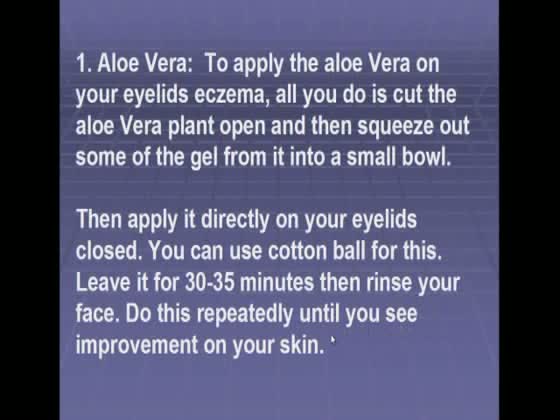 1. Aloe Vera:  To apply the aloe Vera on
your eyelids eczema, all you do is cut the
aloe Vera plant open and then squeeze out
some of the gel from it into a small bowl.
Then apply it directly on your eyelids
closed. You can use cotton ball for this.
Leave it for 30-35 minutes then rinse your
face. Do this repeatedly until you see
improvement on your skin.